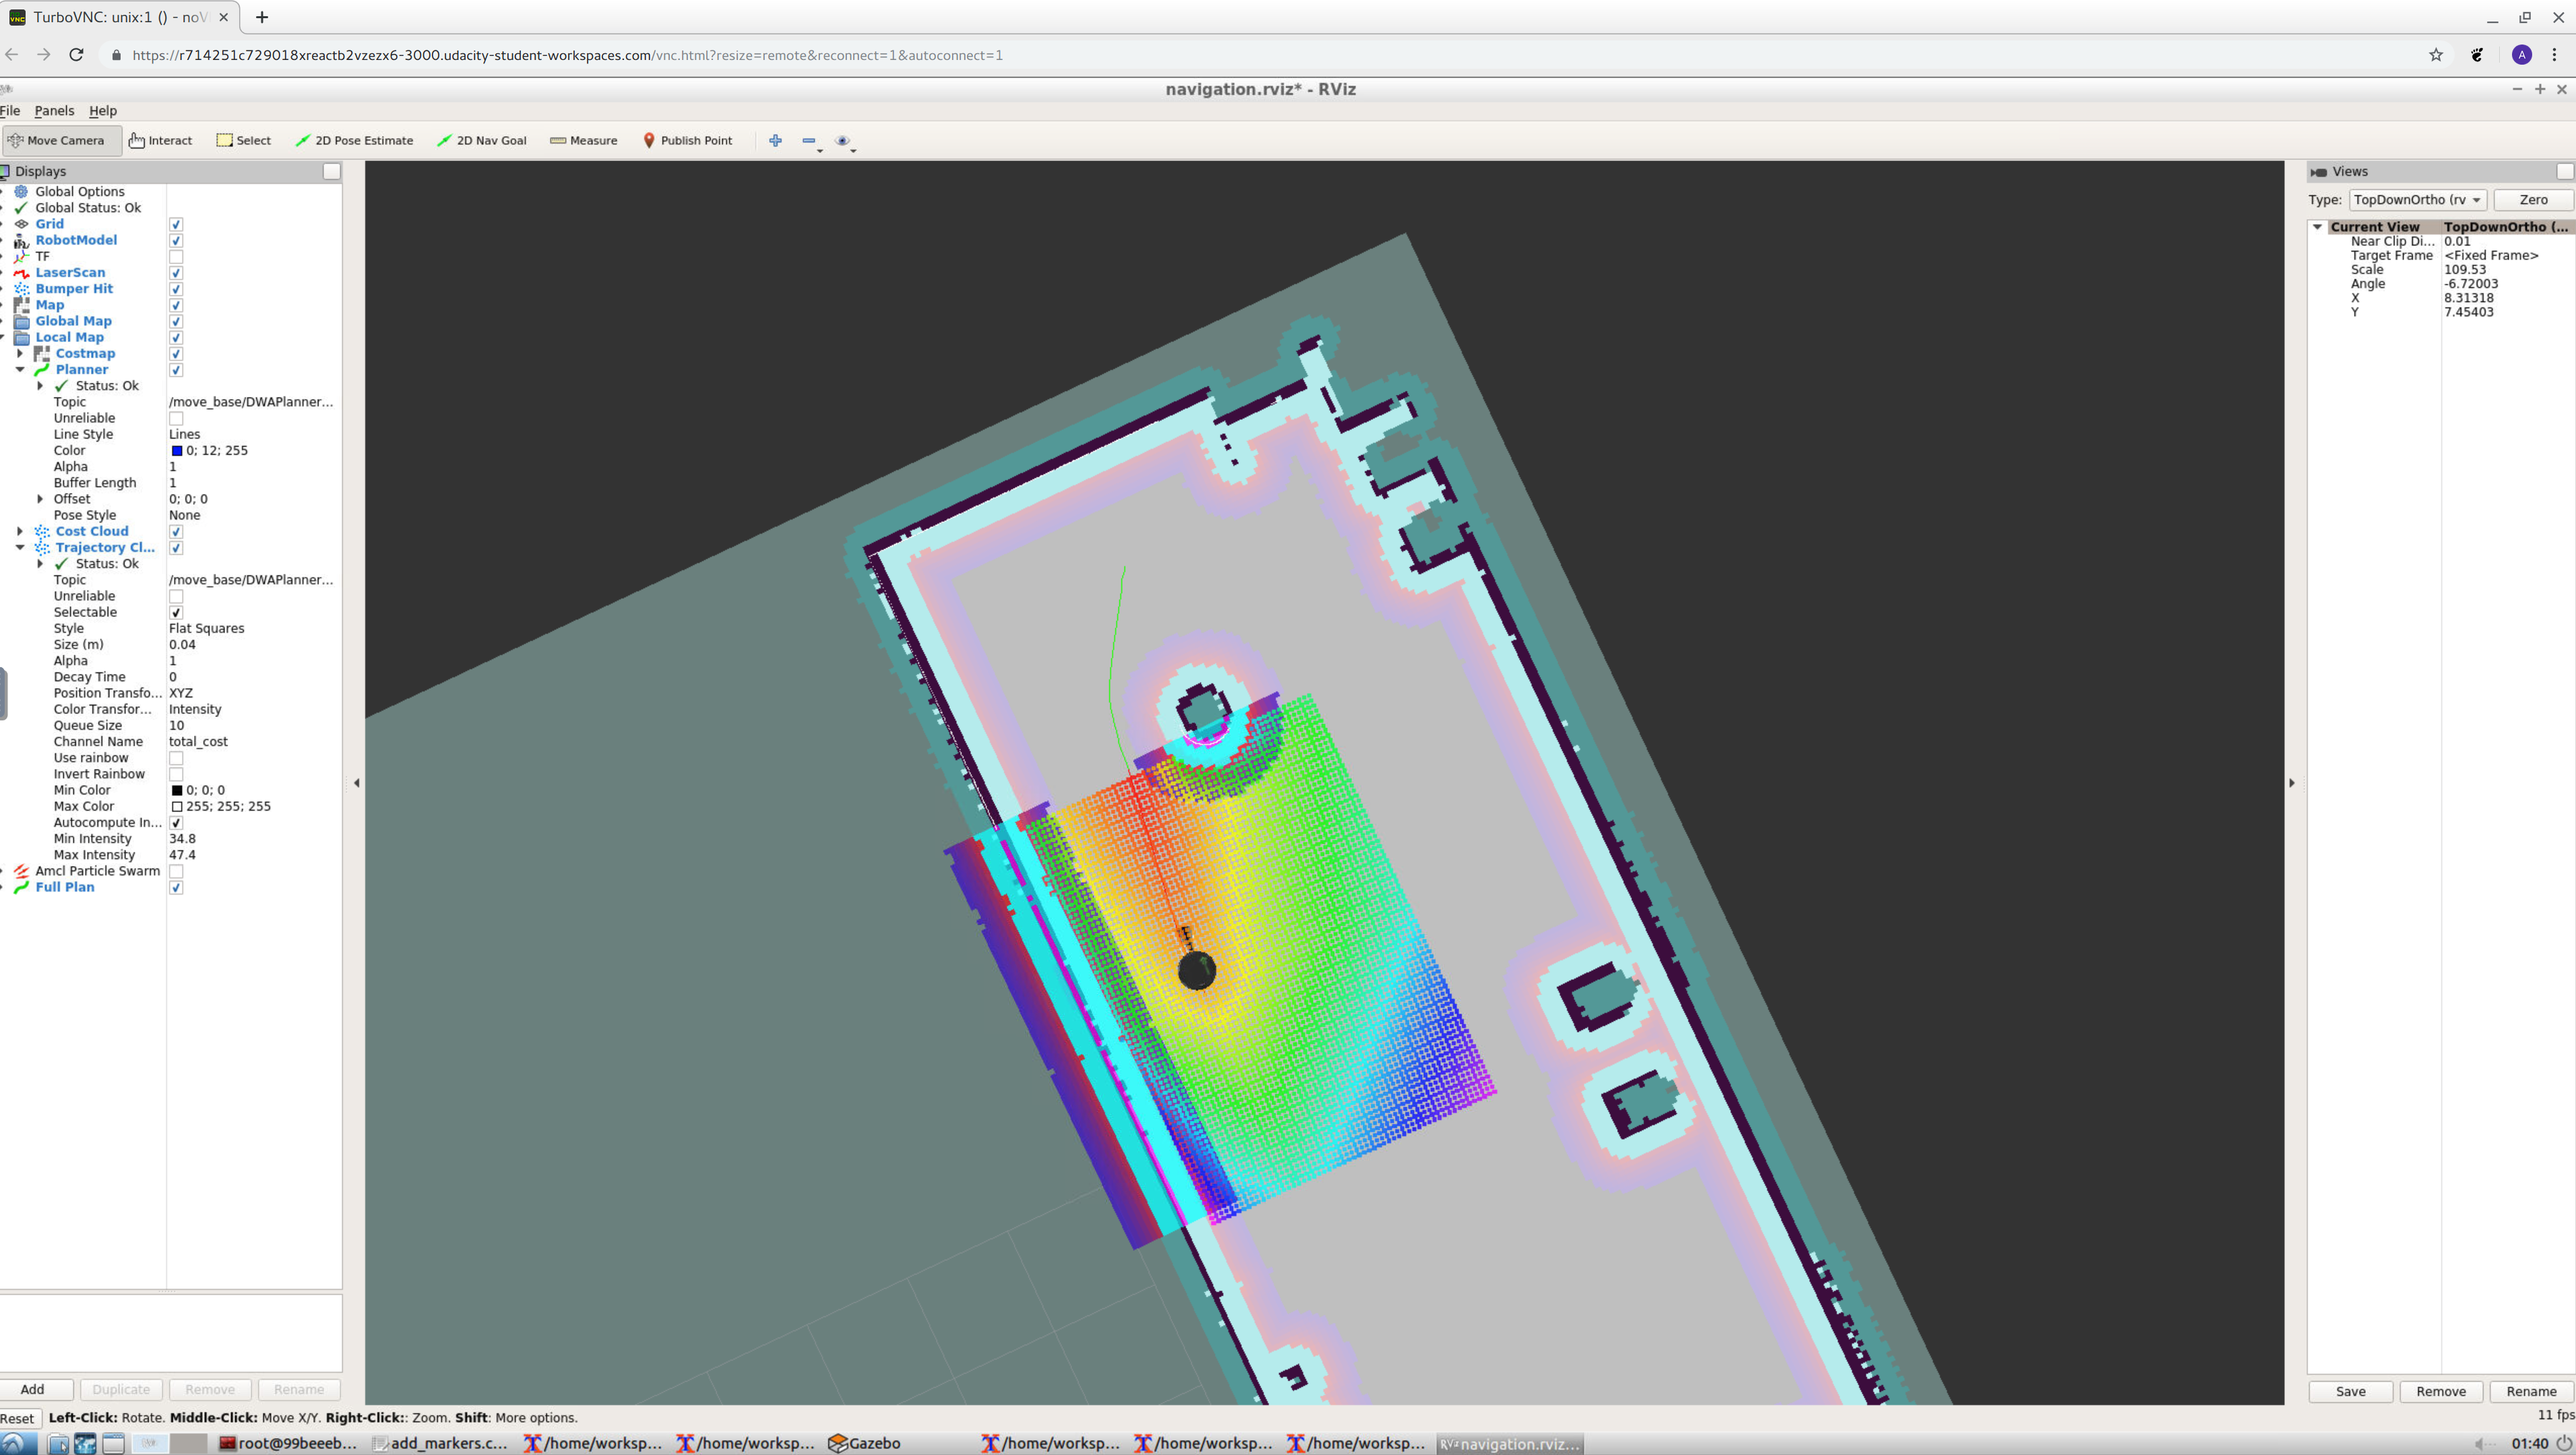 TurboVNC: unix:1 () - noV
https://r714251c729018xreactb2vzezx6-3000.udacity-student-workspaces.com/vnc.html?resize=remote&reconnect=1&autoconnect=1
A
navigation.rviz* - RViz
File Panels Help
Move Camera Interact Select 2D Pose Estimate 2D Nav Goal Measure Publish Point
Displays
Global Options
Global Status: Ok
Grid
RobotModel
TF
LaserScan
Bumper Hit
Map
Global Map
Local Map
Costmap
Planner
Status: Ok
Topic /move_base/DWAPlanner...
Unreliable
Line Style Lines
Color 0; 12; 255
Alpha 1
Buffer Length 1
Offset 0; 0; 0
Pose Style None
Cost Cloud
Trajectory Cl...
Status: Ok
Topic /move_base/DWAPlanner...
Unreliable
Selectable
Style Flat Squares
Size (m) 0.04
Alpha 1
Decay Time 0
Position Transfo... XYZ
Color Transfor... Intensity
Queue Size 10
Channel Name total_cost
Use rainbow
Invert Rainbow
Min Color 0; 0; 0
Max Color 255; 255; 255
Autocompute In...
Min Intensity 34.8
Max Intensity 47.4
Amcl Particle Swarm
Full Plan
Add Duplicate Remove Rename
Views
Type: TopDownOrtho (rv Zero
Current View TopDownOrtho (...
Near Clip Di... 0.01
Target Frame <Fixed Frame>
Scale 109.53
Angle -6.72003
X 8.31318
Y 7.45403
Save Remove Rename
Reset Left-Click: Rotate. Middle-Click: Move X/Y. Right-Click:: Zoom. Shift: More options.
11 fps
root@99beeeb... add_markers.c... /home/worksp... /home/worksp... Gazebo /home/worksp... /home/worksp... /home/worksp... navigation.rviz... 01:40